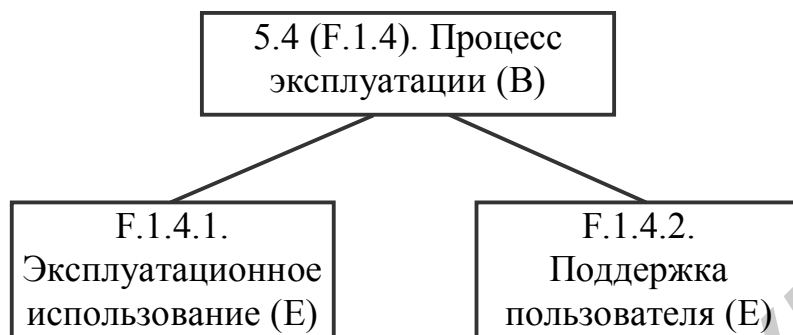 5.4 (F.1.4). Процесс
эксплуатации (B)
F.1.4.1.
Эксплуатационное
использование (E)
F.1.4.2.
Поддержка
пользователя (E)